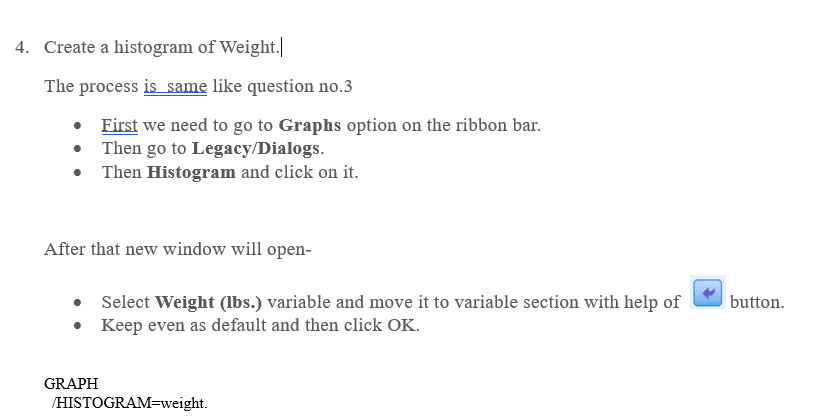 4. Create a histogram of Weight.
The process is same like question no.3
• First we need to go to Graphs option on the ribbon bar.
• Then go to Legacy/Dialogs.
• Then Histogram and click on it.
After that new window will open-
• Select Weight (lbs.) variable and move it to variable section with help of button.
• Keep even as default and then click OK.
GRAPH
/HISTOGRAM=weight.